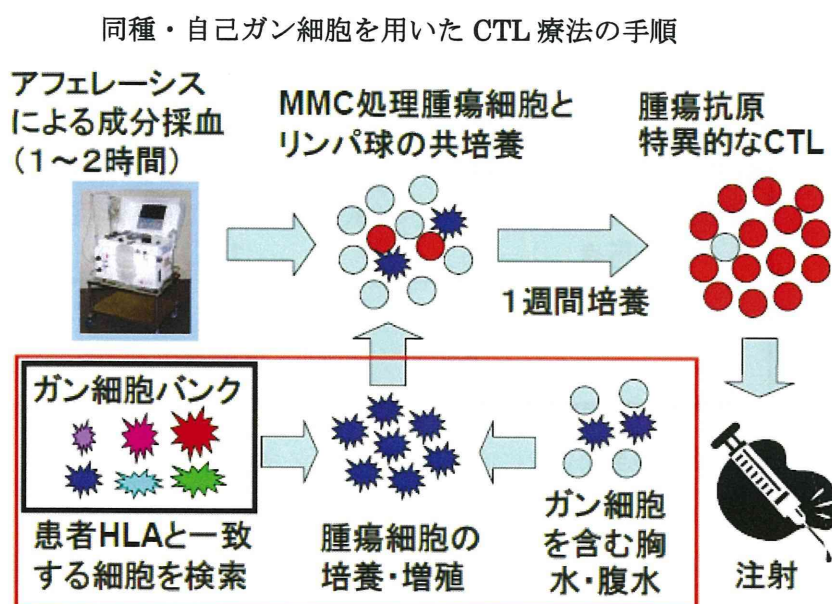 同種・自己ガン細胞を用いた CTL 療法の手順
アフェレーシス
による成分採血
(1~2時間)
MMC処理腫瘍細胞と
リンパ球の共培養
腫瘍抗原
特異的なCTL
1週間培養
ガン細胞バンク
患者HLAと一致
する細胞を検索
腫瘍細胞の
培養・増殖
ガン細胞
を含む胸
水・腹水
注射